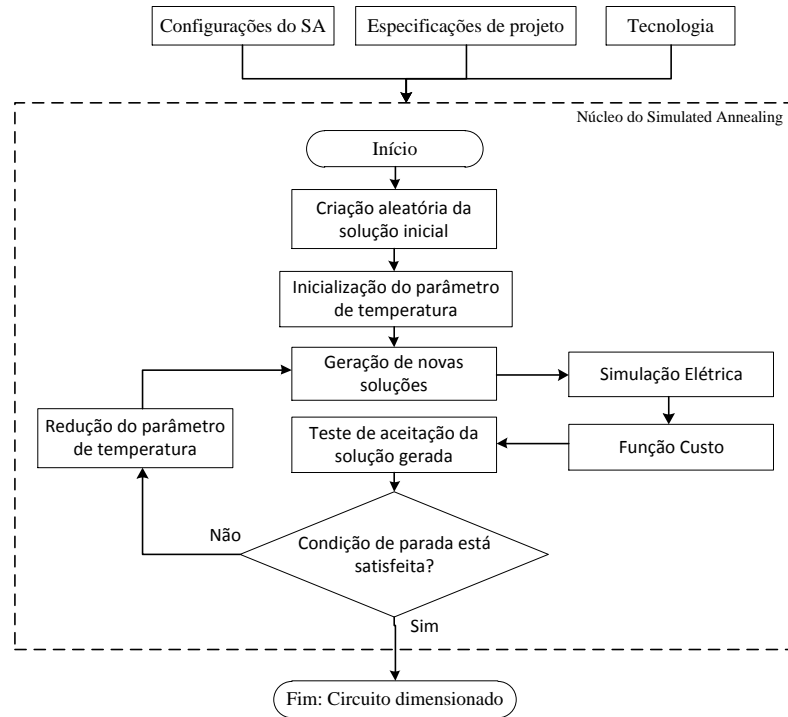 Configurações do SA
Especificações de projeto
Tecnologia
Núcleo do Simulated Annealing
Início
Criação aleatória da
solução inicial
Inicialização do parâmetro
de temperatura
Geração de novas
soluções
Simulação Elétrica
Redução do parâmetro
de temperatura
Teste de aceitação da
solução gerada
Função Custo
Não
Condição de parada está
satisfeita?
Sim
Fim: Circuito dimensionado